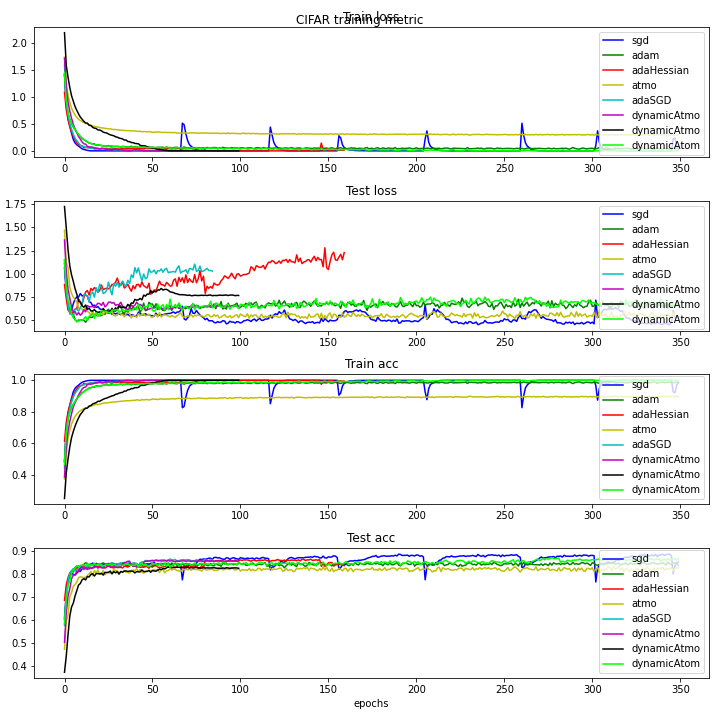 Train loss
CIFAR training metric
2.0
1.5
1.0
0.5
0.0
0 50 100 150 200 250 300 350
sgd
adam
adaHessian
atmo
adaSGD
dynamicAtmo
dynamicAtmo
dynamicAtom
Test loss
1.75
1.50
1.25
1.00
0.75
0.50
0 50 100 150 200 250 300 350
sgd
adam
adaHessian
atmo
adaSGD
dynamicAtmo
dynamicAtmo
dynamicAtom
Train acc
1.0
0.8
0.6
0.4
0 50 100 150 200 250 300 350
sgd
adam
adaHessian
atmo
adaSGD
dynamicAtmo
dynamicAtmo
dynamicAtom
Test acc
0.9
0.8
0.7
0.6
0.5
0.4
0 50 100 150 200 250 300 350
sgd
adam
adaHessian
atmo
adaSGD
dynamicAtmo
dynamicAtmo
dynamicAtom
epochs